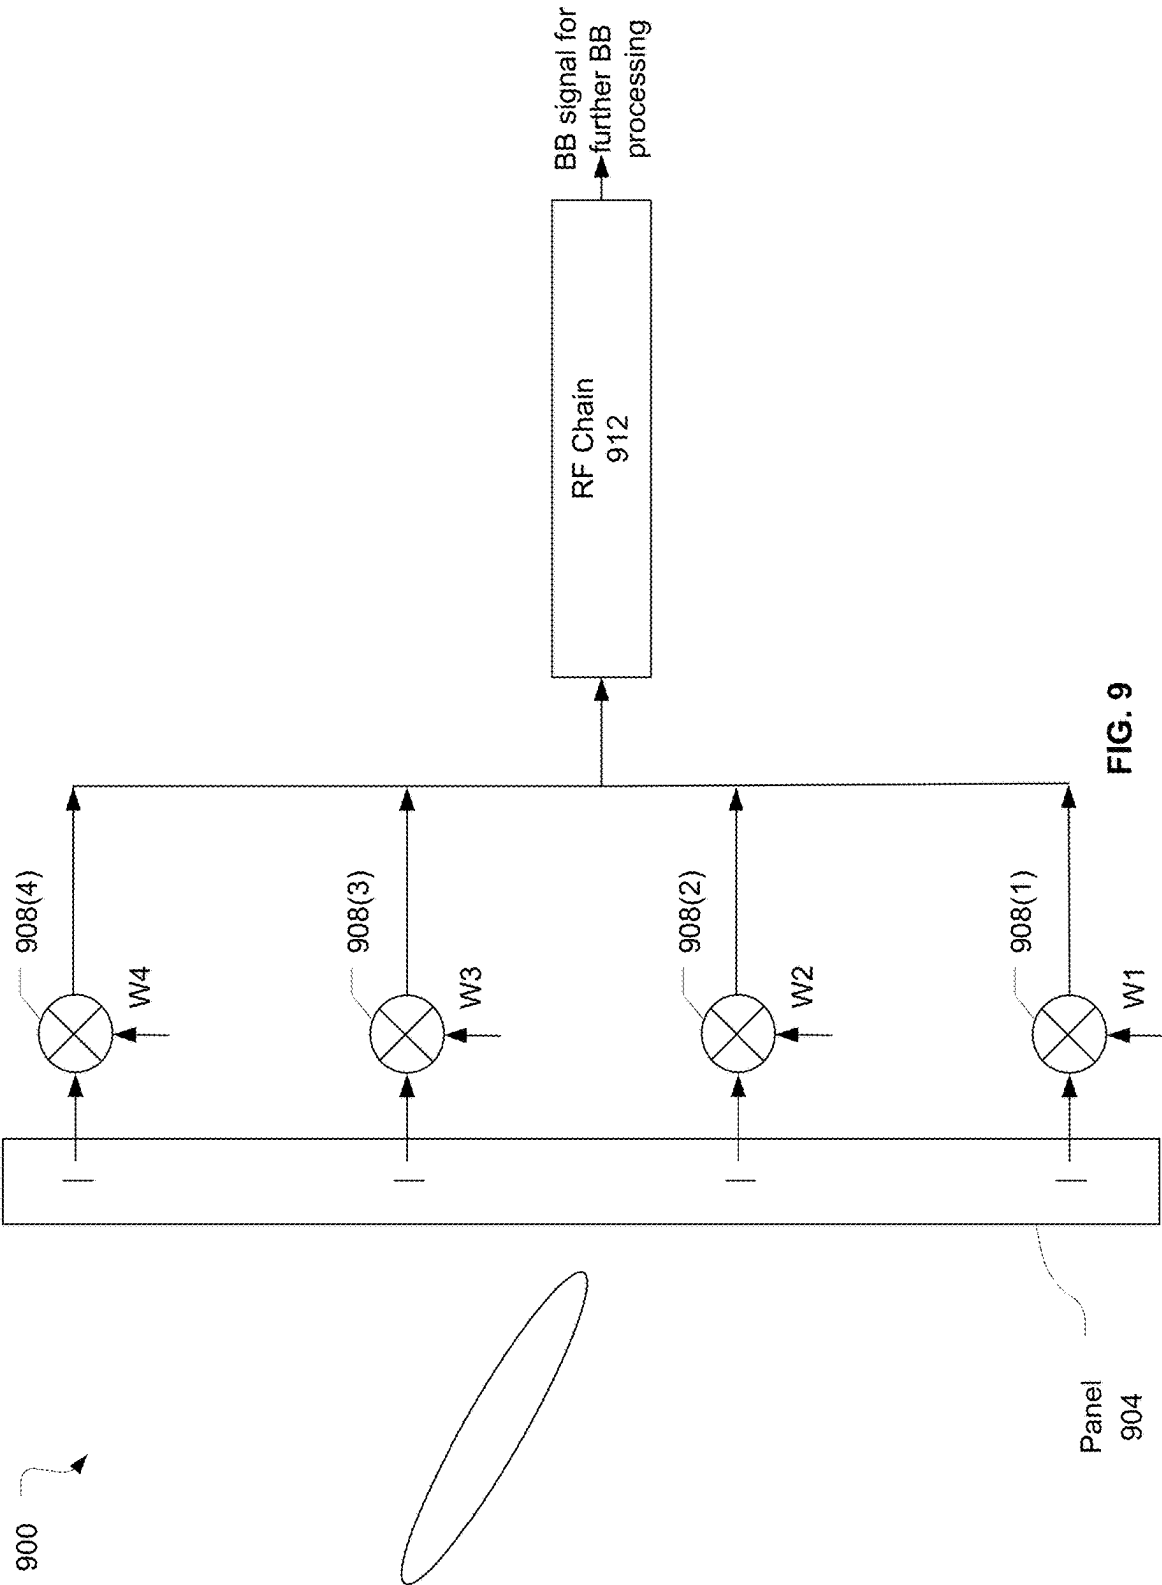 900
908(4)
W4
908(3)
W3
RF Chain
912
BB signal for
further BB
processing
908(2)
W2
908(1)
W1
Panel
904
FIG. 9